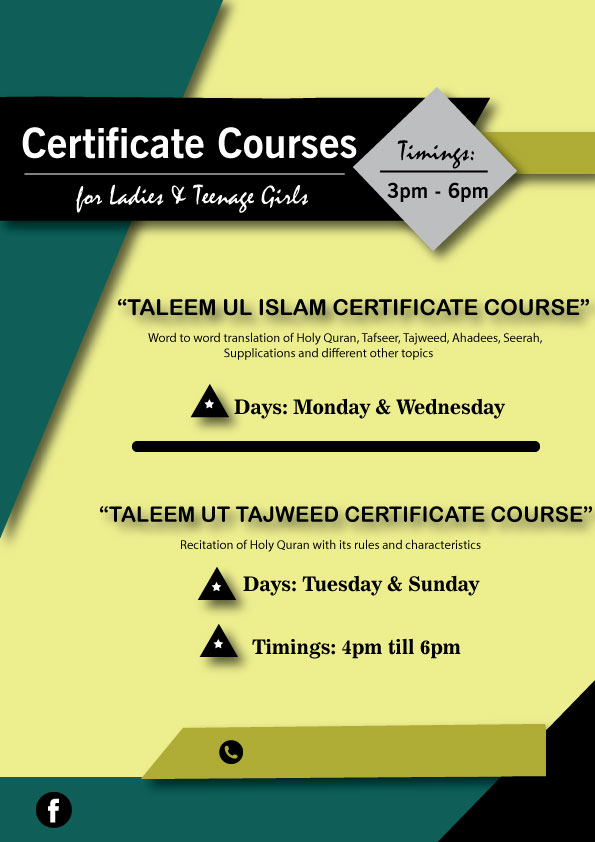 Certificate Courses
for Ladies & Teenage Girls
Timings:
3pm - 6pm
“TALEEM UL ISLAM CERTIFICATE COURSE”
Word to word translation of Holy Quran, Tafseer, Tajweed, Ahadees, Seerah,
Supplications and different other topics
Days: Monday & Wednesday
“TALEEM UT TAJWEED CERTIFICATE COURSE”
Recitation of Holy Quran with its rules and characteristics
Days: Tuesday & Sunday
Timings: 4pm till 6pm
f